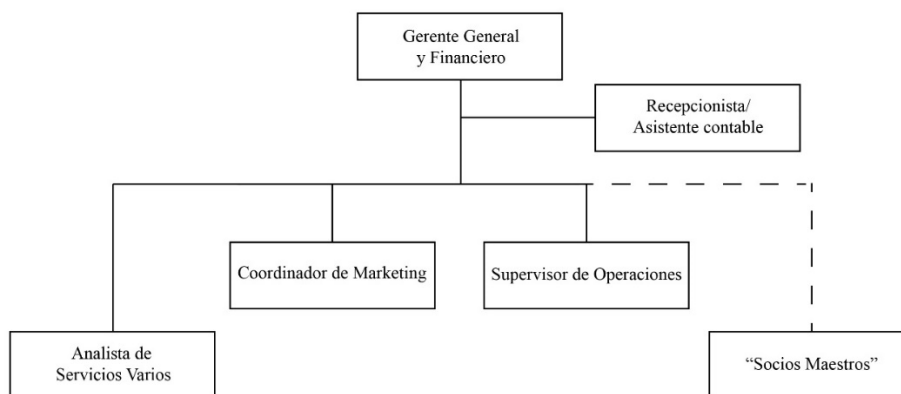 Gerente General
y Financiero
Recepcionista/
Asistente contable
Coordinador de Marketing
Supervisor de Operaciones
Analista de
Servicios Varios
“Socios Maestros”